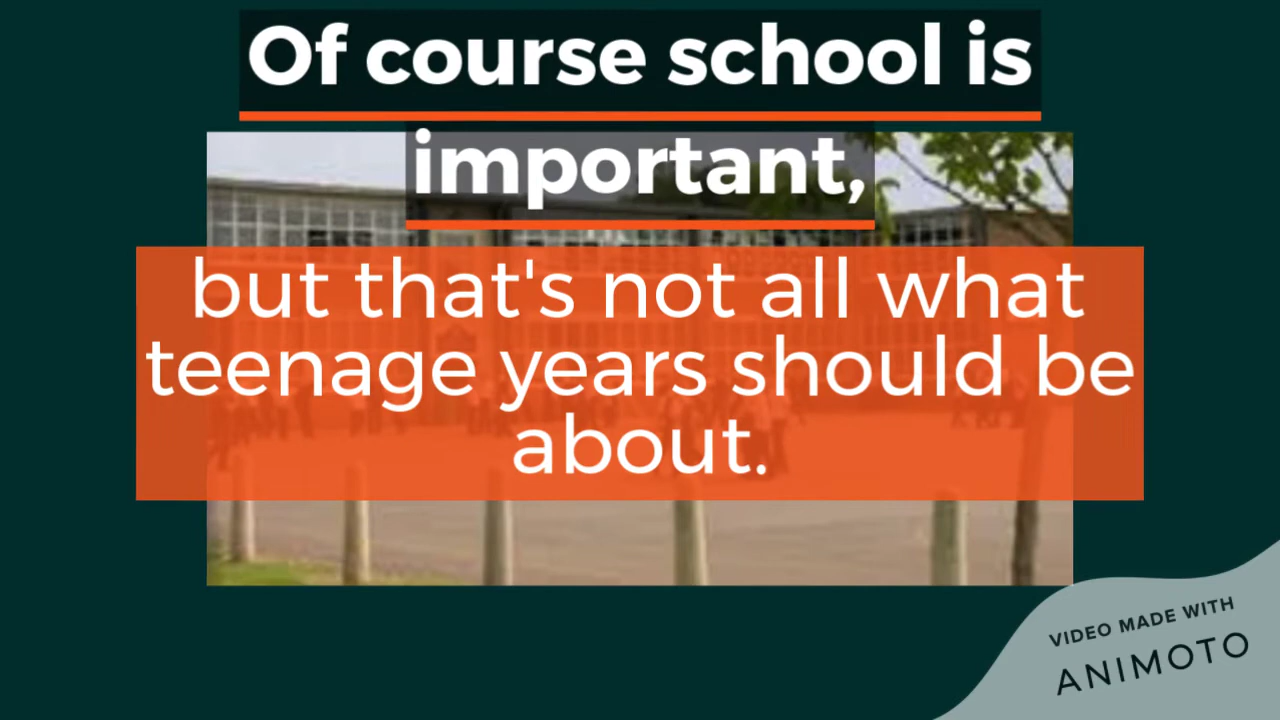 Of course school is
important,
but that's not all what
teenage years should be
about.
VIDEO MADE WITH
ANIMOTO